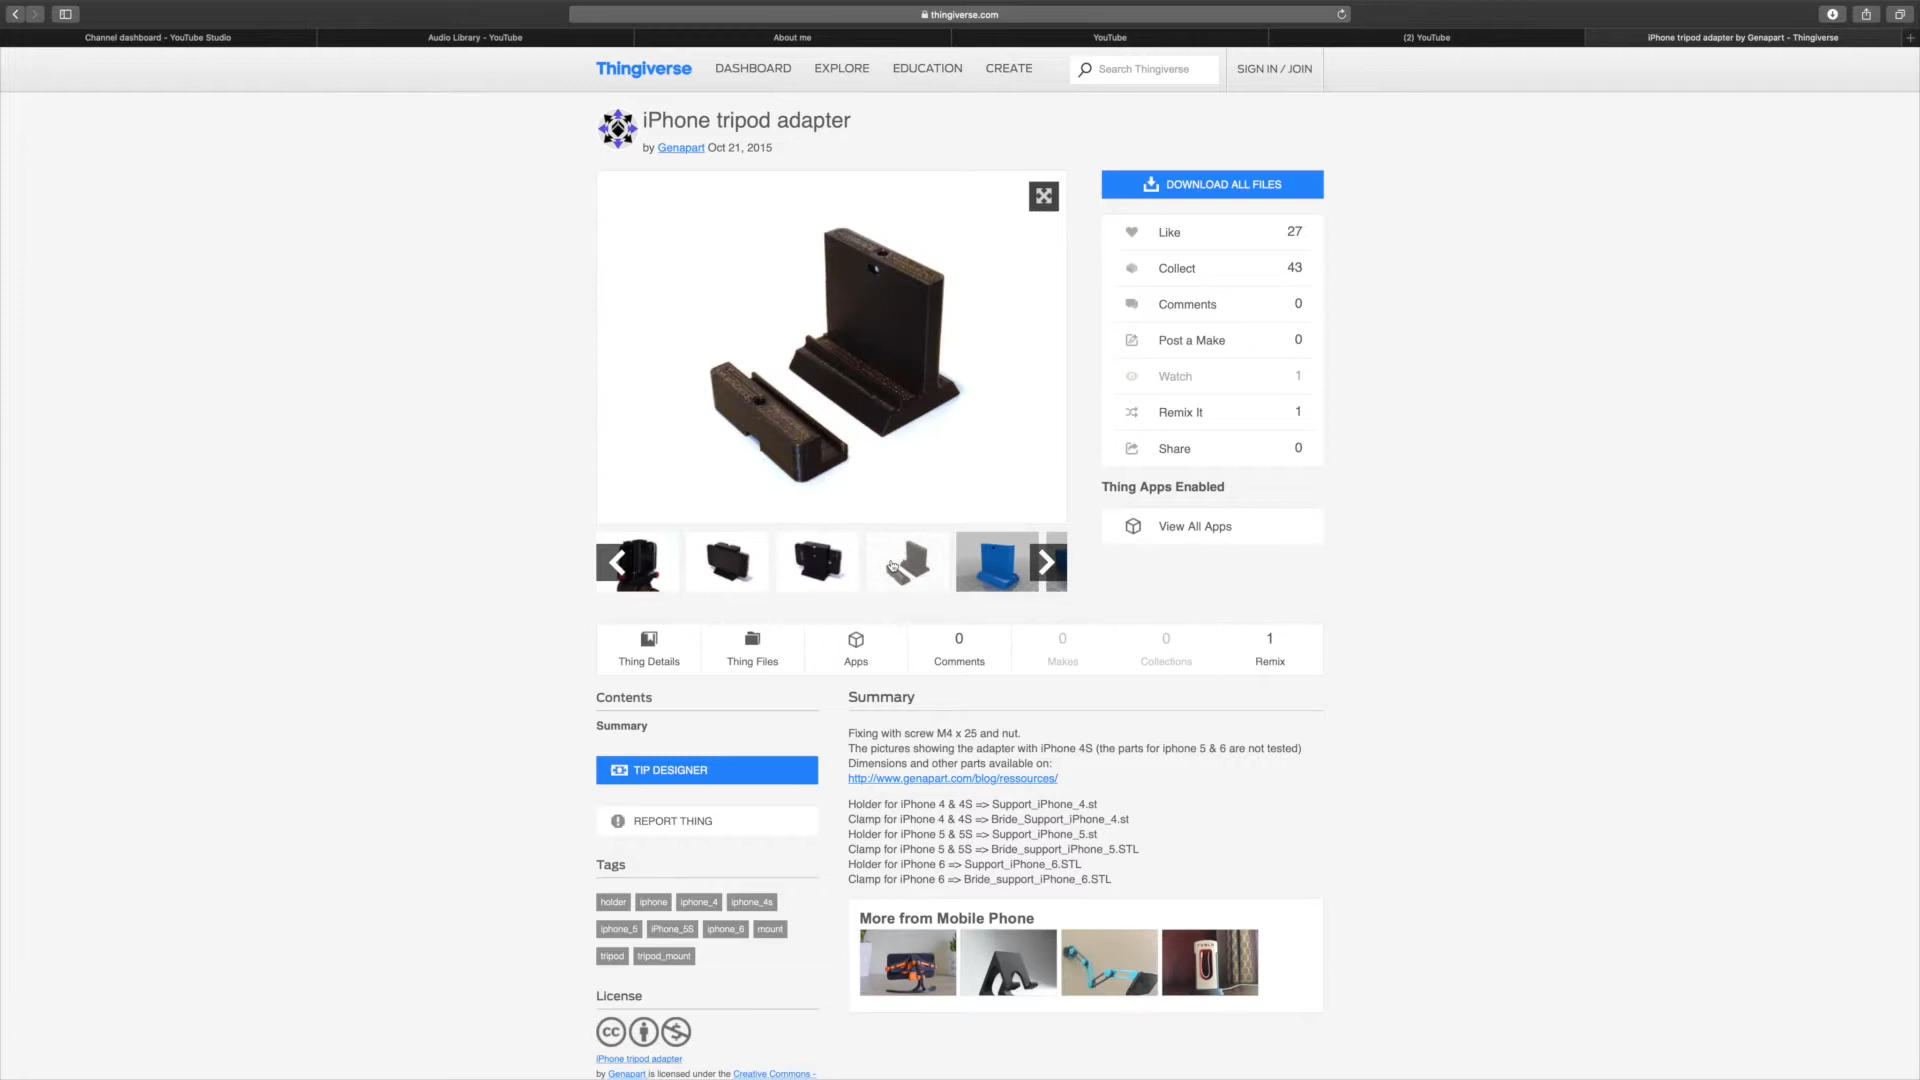 thingiverse.com
Channel dashboard - YouTube Studio
Audio Library - YouTube
About me
YouTube
(2) YouTube
iPhone tripod adapter by Genapart - Thingiverse
Thingiverse
DASHBOARD
EXPLORE
EDUCATION
CREATE
Search Thingiverse
SIGN IN / JOIN
iPhone tripod adapter
by Genapart Oct 21, 2015
DOWNLOAD ALL FILES
Like 27
Collect 43
Comments 0
Post a Make 0
Watch 1
Remix It 1
Share 0
Thing Apps Enabled
View All Apps
Thing Details
Thing Files
Apps
0 Comments
0 Makes
0 Collections
1 Remix
Contents
Summary
TIP DESIGNER
REPORT THING
Tags
holder iphone iphone_4 iphone_4s
iphone_5 iPhone_5S iphone_6 mount
tripod tripod_mount
License
cc
iPhone tripod adapter
by Genapart is licensed under the Creative Commons -
Summary
Fixing with screw M4 x 25 and nut.
The pictures showing the adapter with iPhone 4S (the parts for iphone 5 & 6 are not tested)
Dimensions and other parts available on:
http://www.genapart.com/blog/ressources/
Holder for iPhone 4 & 4S => Support_iPhone_4.st
Clamp for iPhone 4 & 4S => Bride_Support_iPhone_4.st
Holder for iPhone 5 & 5S => Support_iPhone_5.st
Clamp for iPhone 5 & 5S => Bride_support_iPhone_5.STL
Holder for iPhone 6 => Support_iPhone_6.STL
Clamp for iPhone 6 => Bride_support_iPhone_6.STL
More from Mobile Phone
TESLA